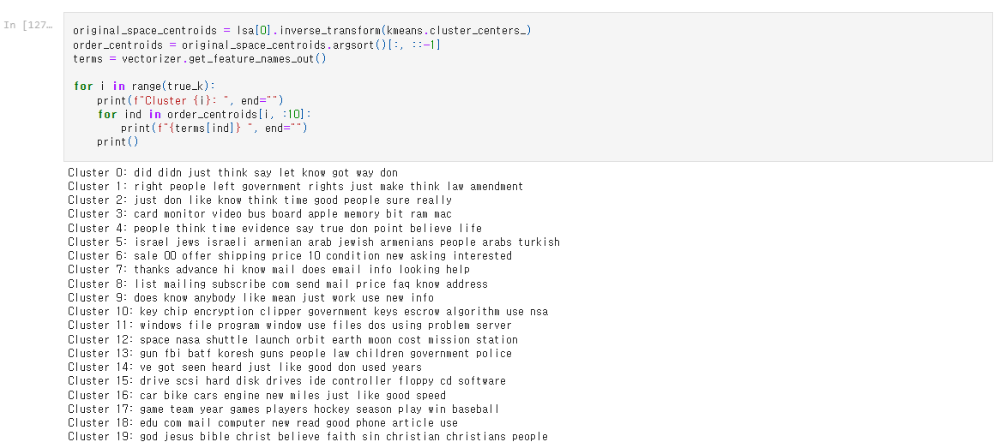 In [127…
original_space_centroids = lsa[0].inverse_transform(kmeans.cluster_centers_)
order_centroids = original_space_centroids.argsort()[:, ::-1]
terms = vectorizer.get_feature_names_out()
for i in range(true_k):
    print(f"Cluster {i}: ", end="")
    for ind in order_centroids[i, :10]:
        print(f"{terms[ind]} ", end="")
    print()
Cluster 0: did didn just think say let know got way don
Cluster 1: right people left government rights just make think law amendment
Cluster 2: just don like know think time good people sure really
Cluster 3: card monitor video bus board apple memory bit ram mac
Cluster 4: people think time evidence say true don point believe life
Cluster 5: israel jews israeli armenian arab jewish armenians people arabs turkish
Cluster 6: sale 00 offer shipping price 10 condition new asking interested
Cluster 7: thanks advance hi know mail does email info looking help
Cluster 8: list mailing subscribe com send mail price faq know address
Cluster 9: does know anybody like mean just work use new info
Cluster 10: key chip encryption clipper government keys escrow algorithm use nsa
Cluster 11: windows file program window use files dos using problem server
Cluster 12: space nasa shuttle launch orbit earth moon cost mission station
Cluster 13: gun fbi batf koresh guns people law children government police
Cluster 14: ve got seen heard just like good don used years
Cluster 15: drive scsi hard disk drives ide controller floppy cd software
Cluster 16: car bike cars engine new miles just like good speed
Cluster 17: game team year games players hockey season play win baseball
Cluster 18: edu com mail computer new read good phone article use
Cluster 19: god jesus bible christ believe faith sin christian christians people